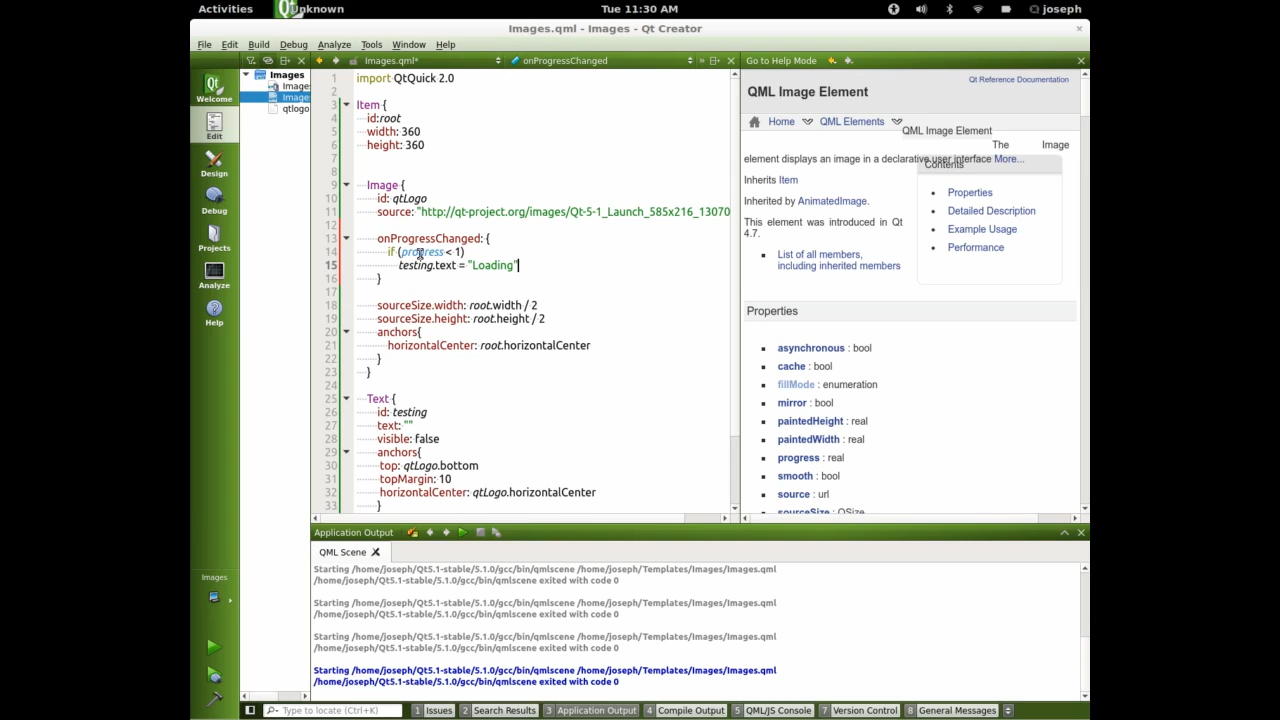 Activities Unknown Tue 11:30 AM joseph
Images.qml - Images - Qt Creator ×
File Edit Build Debug Analyze Tools Window Help
Images.qml* onProgressChanged Go to Help Mode
Welcome
Edit
Design
Debug
Projects
Analyze
Help
Images
Images
Images
qtlogo
1 import QtQuick 2.0
2
3 Item {
4 id:root
5 width: 360
6 height: 360
7
8
9 Image {
10 id: qtLogo
11 source: "http://qt-project.org/images/Qt-5-1_Launch_585x216_13070
12
13 onProgressChanged: {
14 if (progress < 1)
15 testing.text = "Loading"
16 }
17
18 sourceSize.width: root.width / 2
19 sourceSize.height: root.height / 2
20 anchors{
21 horizontalCenter: root.horizontalCenter
22 }
23 }
24
25 Text {
26 id: testing
27 text: ""
28 visible: false
29 anchors{
30 top: qtLogo.bottom
31 topMargin: 10
32 horizontalCenter: qtLogo.horizontalCenter
33 }
Qt Reference Documentation
QML Image Element
Home QML Elements
QML Image Element
The Image
element displays an image in a declarative user interface More...
Contents
Properties
Detailed Description
Example Usage
Performance
Inherits Item
Inherited by AnimatedImage.
This element was introduced in Qt
4.7.
List of all members,
including inherited members
Properties
asynchronous : bool
cache : bool
fillMode : enumeration
mirror : bool
paintedHeight : real
paintedWidth : real
progress : real
smooth : bool
source : url
sourceSize : QSize
Application Output
QML Scene
Starting /home/joseph/Qt5.1-stable/5.1.0/gcc/bin/qmlscene /home/joseph/Templates/Images/Images.qml
/home/joseph/Qt5.1-stable/5.1.0/gcc/bin/qmlscene exited with code 0
Starting /home/joseph/Qt5.1-stable/5.1.0/gcc/bin/qmlscene /home/joseph/Templates/Images/Images.qml
/home/joseph/Qt5.1-stable/5.1.0/gcc/bin/qmlscene exited with code 0
Starting /home/joseph/Qt5.1-stable/5.1.0/gcc/bin/qmlscene /home/joseph/Templates/Images/Images.qml
/home/joseph/Qt5.1-stable/5.1.0/gcc/bin/qmlscene exited with code 0
Starting /home/joseph/Qt5.1-stable/5.1.0/gcc/bin/qmlscene /home/joseph/Templates/Images/Images.qml
/home/joseph/Qt5.1-stable/5.1.0/gcc/bin/qmlscene exited with code 0
Images
Type to locate (Ctrl+K) 1 Issues 2 Search Results 3 Application Output 4 Compile Output 5 QML/JS Console 7 Version Control 8 General Messages